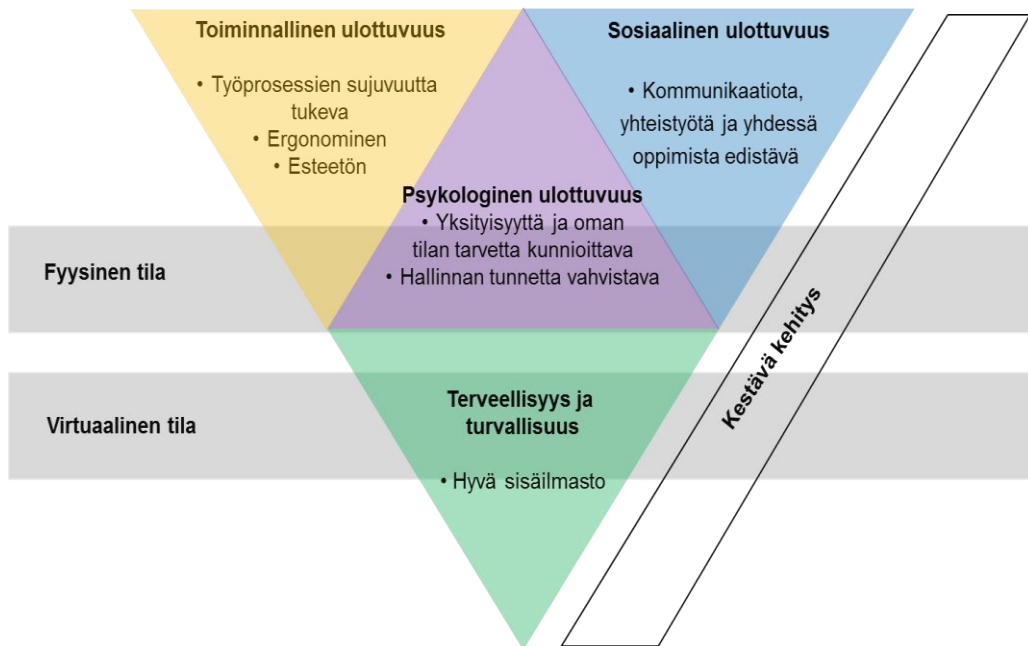 Toiminnallinen ulottuvuus
• Työprosessien sujuvuutta
tukeva
• Ergonominen
• Esteetön
Sosiaalinen ulottuvuus
• Kommunikaatiota,
yhteistyötä ja yhdessä
oppimista edistävä
Psykologinen ulottuvuus
• Yksityisyyttä ja oman
tilan tarvetta kunnioittava
• Hallinnan tunnetta vahvistava
Fyysinen tila
Kestävä kehitys
Virtuaalinen tila
Terveellisyys ja
turvallisuus
• Hyvä sisäilmasto